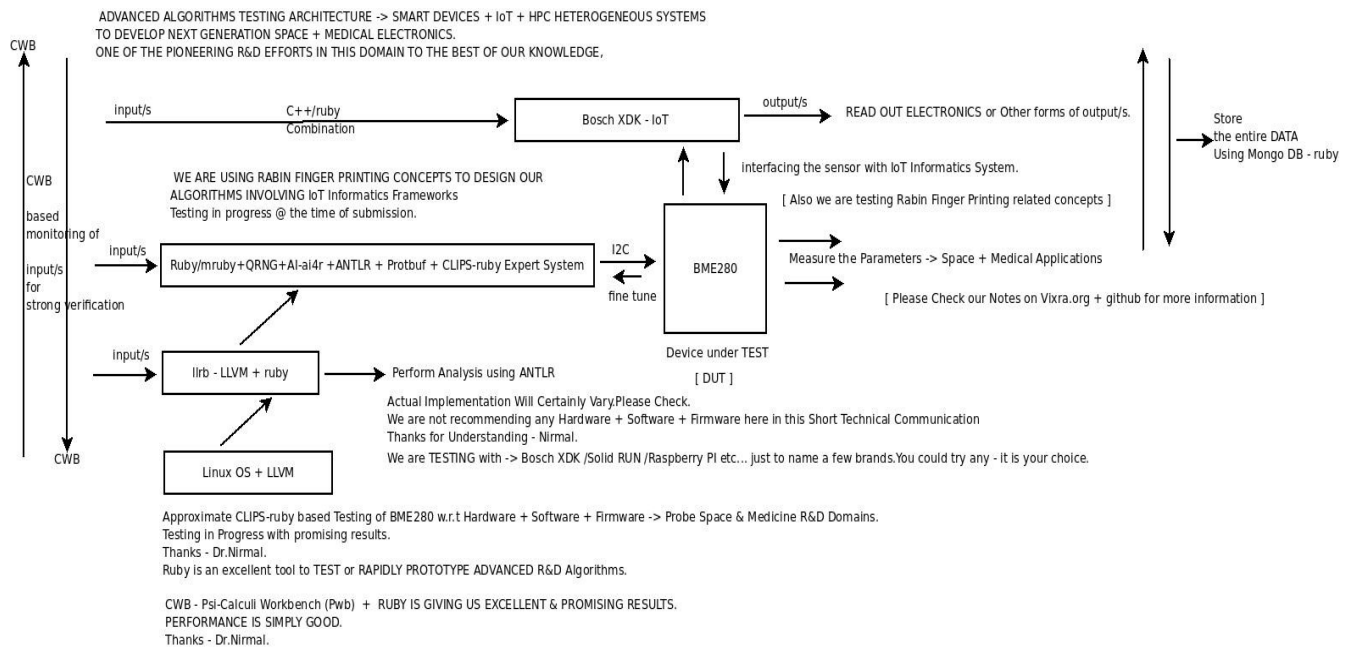 ADVANCED ALGORITHMS TESTING ARCHITECTURE -> SMART DEVICES + IoT + HPC HETEROGENEOUS SYSTEMS
TO DEVELOP NEXT GENERATION SPACE + MEDICAL ELECTRONICS.
ONE OF THE PIONEERING R&D EFFORTS IN THIS DOMAIN TO THE BEST OF OUR KNOWLEDGE,
CWB
input/s
C++/ruby
Combination
Bosch XDK - IoT
output/s
READ OUT ELECTRONICS or Other forms of output/s.
Store
the entire DATA
Using Mongo DB - ruby
interfacing the sensor with IoT Informatics System.
WE ARE USING RABIN FINGER PRINTING CONCEPTS TO DESIGN OUR
ALGORITHMS INVOLVING IoT Informatics Frameworks
Testing in progress @ the time of submission.
[ Also we are testing Rabin Finger Printing related concepts ]
CWB
based
monitoring of
input/s
for
strong verification
input/s
Ruby/mruby+QRNG+AI-ai4r +ANTLR + Protbuf + CLIPS-ruby Expert System
I2C
fine tune
BME280
Measure the Parameters -> Space + Medical Applications
[ Please Check our Notes on Vixra.org + github for more information ]
Device under TEST
[ DUT ]
input/s
llrb - LLVM + ruby
Perform Analysis using ANTLR
Actual Implementation Will Certainly Vary.Please Check.
We are not recommending any Hardware + Software + Firmware here in this Short Technical Communication
Thanks for Understanding - Nirmal.
We are TESTING with -> Bosch XDK /Solid RUN /Raspberry PI etc... just to name a few brands.You could try any - it is your choice.
CWB
Linux OS + LLVM
Approximate CLIPS-ruby based Testing of BME280 w.r.t Hardware + Software + Firmware -> Probe Space & Medicine R&D Domains.
Testing in Progress with promising results.
Thanks - Dr.Nirmal.
Ruby is an excellent tool to TEST or RAPIDLY PROTOTYPE ADVANCED R&D Algorithms.
CWB - Psi-Calculi Workbench (Pwb) + RUBY IS GIVING US EXCELLENT & PROMISING RESULTS.
PERFORMANCE IS SIMPLY GOOD.
Thanks - Dr.Nirmal.